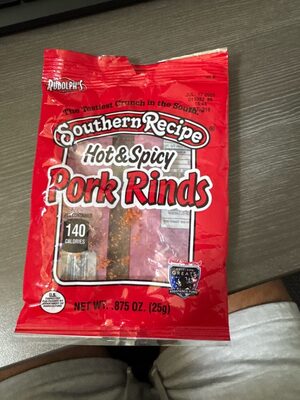 RUDOLPH'S
The Tastiest Crunch in the South
Southern Recipe
Hot&Spicy
Pork Rinds
140
CALORIES
GREATS
NET WT. .875 OZ. (25g)